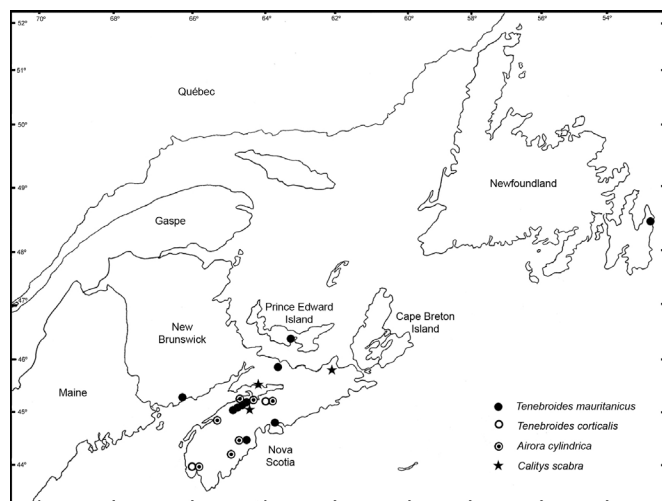 70° 68° 66° 64° 62° 60° 58° 56° 54°
52°
51°
50°
49°
48°
47°
46°
45°
44°
Québec
Newfoundland
Gaspe
Prince Edward
Island
Cape Breton
Island
New
Brunswick
Maine
Nova
Scotia
Tenebroides mauritanicus
Tenebroides corticalis
Airora cylindrica
Calitys scabra